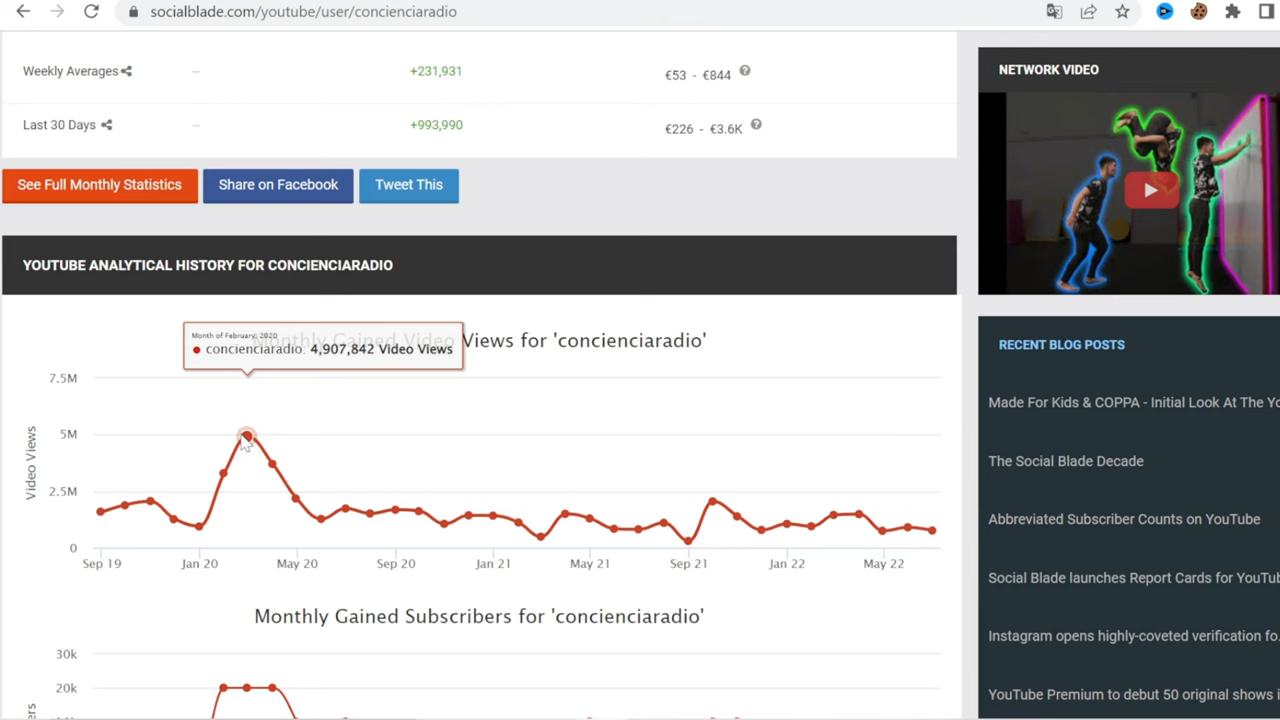 socialblade.com/youtube/user/concienciaradio
Weekly Averages -- +231,931 €53 - €844
Last 30 Days -- +993,990 €226 - €3.6K
See Full Monthly Statistics
Share on Facebook
Tweet This
YOUTUBE ANALYTICAL HISTORY FOR CONCIENCIARADIO
Monthly Gained Video Views for 'concienciaradio'
Month of February, 2020
concienciaradio: 4,907,842 Video Views
Video Views
7.5M
5M
2.5M
0
Sep 19 Jan 20 May 20 Sep 20 Jan 21 May 21 Sep 21 Jan 22 May 22
Monthly Gained Subscribers for 'concienciaradio'
30k
20k
NETWORK VIDEO
RECENT BLOG POSTS
Made For Kids & COPPA - Initial Look At The Yo
The Social Blade Decade
Abbreviated Subscriber Counts on YouTube
Social Blade launches Report Cards for YouTub
Instagram opens highly-coveted verification fo.
YouTube Premium to debut 50 original shows i